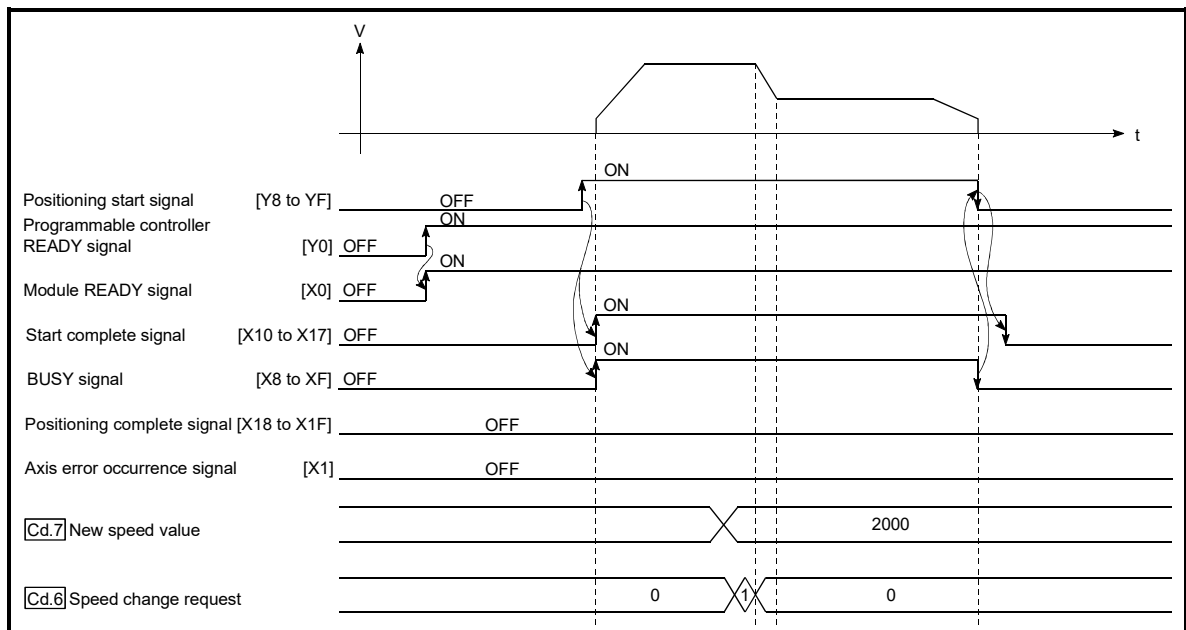 V
t
ON
Positioning start signal [Y8 to YF] OFF
Programmable controller
READY signal [Y0] OFF ON
Module READY signal [X0] OFF ON
Start complete signal [X10 to X17] OFF ON
BUSY signal [X8 to XF] OFF ON
Positioning complete signal [X18 to X1F] OFF
Axis error occurrence signal [X1] OFF
Cd.7 New speed value 2000
Cd.6 Speed change request 0 1 0